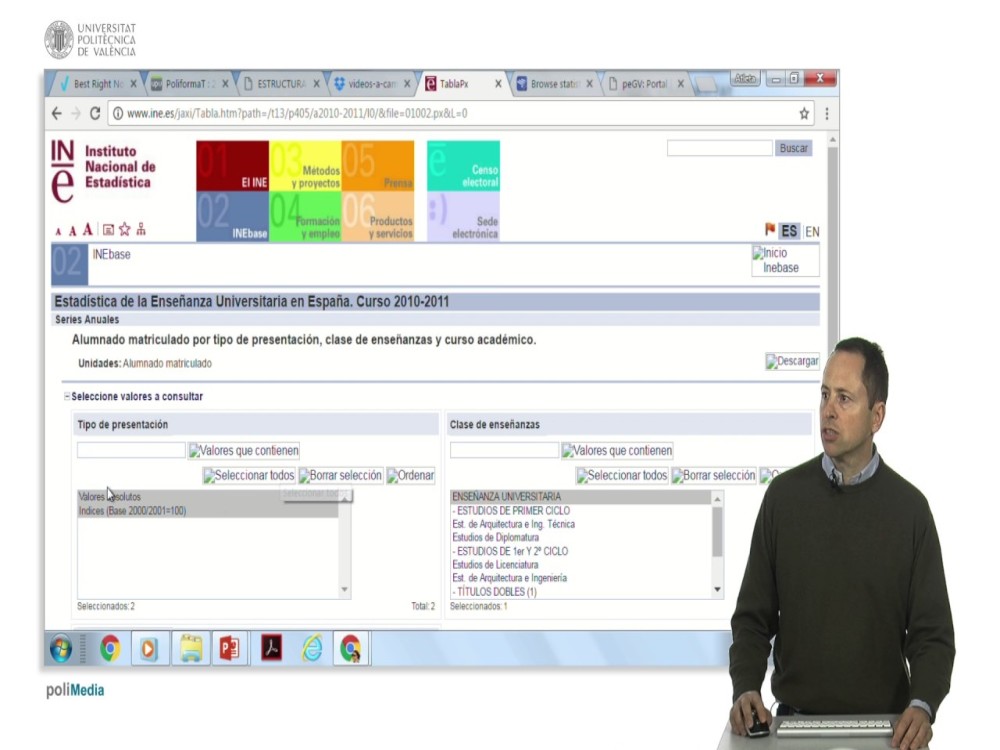 UNIVERSITAT
POLITÈCNICA
DE VALÈNCIA
Best Right Ni X PoliformaT : 2 X ESTRUCTURA X videos-a-carr X TablaPx X Browse statis X peGV: Portal X
www.ine.es/jaxi/Tabla.htm?path=/t13/p405/a2010-2011/l0/&file=01002.px&L=0
INe
Instituto
Nacional de
Estadística
01 El INE
03 Métodos
y proyectos
05 Prensa
Censo
electoral
Buscar
02 INEbase
04 Formación
y empleo
06 Productos
y servicios
:) Sede
electrónica
A A A
ES EN
02 INEbase
Inicio
Inebase
Estadística de la Enseñanza Universitaria en España. Curso 2010-2011
Series Anuales
Alumnado matriculado por tipo de presentación, clase de enseñanzas y curso académico.
Unidades: Alumnado matriculado
Descargar
Seleccione valores a consultar
Tipo de presentación
Clase de enseñanzas
Valores que contienen
Valores que contienen
Seleccionar todos Borrar selección Ordenar
Seleccionar todos Borrar selección
Valores absolutos
Indices (Base 2000/2001=100)
Seleccionar todos
ENSEÑANZA UNIVERSITARIA
- ESTUDIOS DE PRIMER CICLO
Est. de Arquitectura e Ing. Técnica
Estudios de Diplomatura
- ESTUDIOS DE 1er Y 2º CICLO
Estudios de Licenciatura
Est. de Arquitectura e Ingeniería
- TÍTULOS DOBLES (1)
Seleccionados: 2 Total: 2
Seleccionados: 1
poliMedia